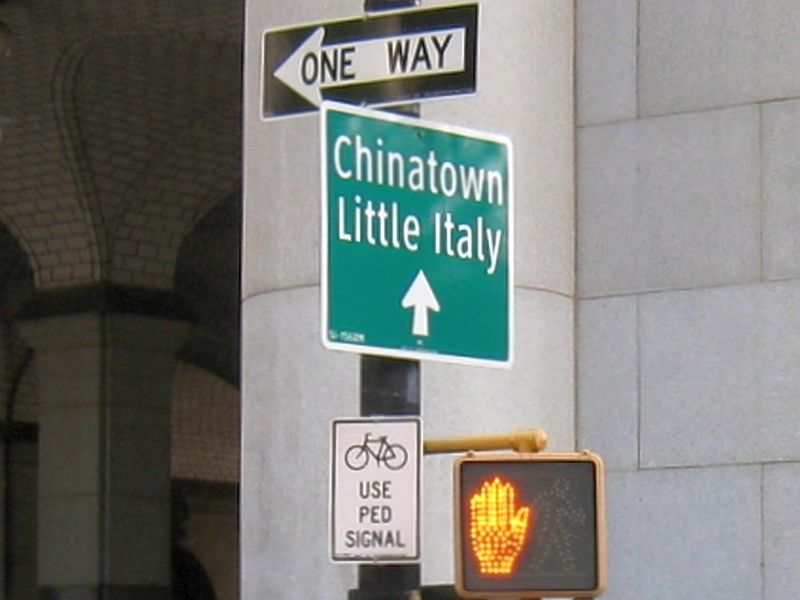 ONE WAY
Chinatown
Little Italy
USE
PED
SIGNAL